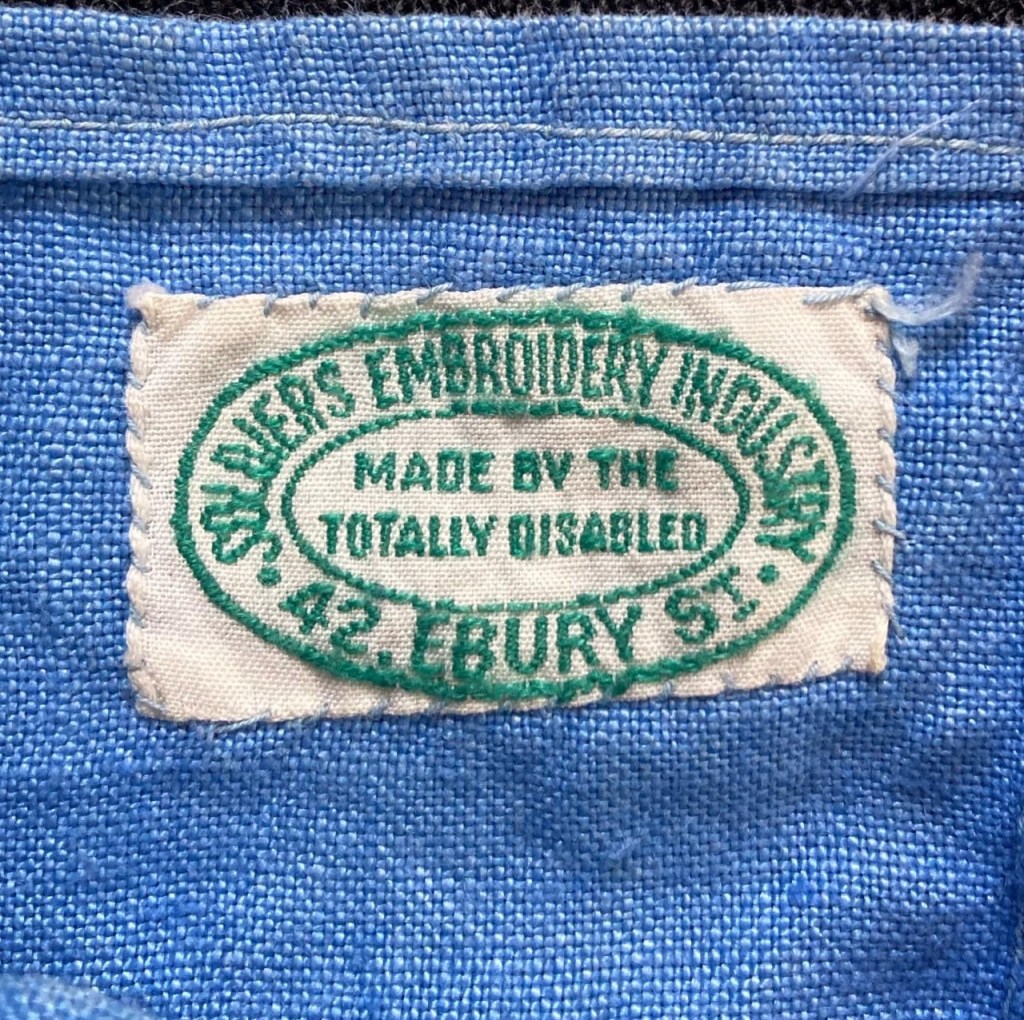 SOLDIERS EMBROIDERY INDUSTRY
MADE BY THE
TOTALLY DISABLED
· 42. EBURY ST. ·